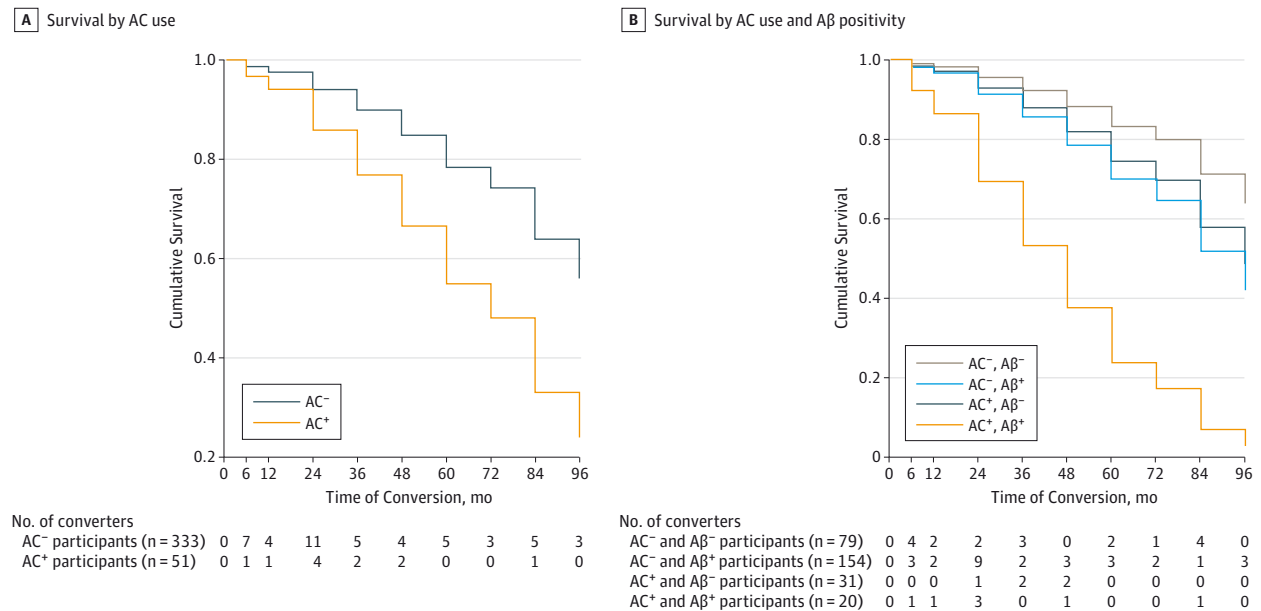 A Survival by AC use
1.0
0.8
0.6
0.4
0.2
Cumulative Survival
AC⁻
AC⁺
0 6 12 24 36 48 60 72 84 96
Time of Conversion, mo
No. of converters
AC⁻ participants (n = 333) 0 7 4 11 5 4 5 3 5 3
AC⁺ participants (n = 51) 0 1 1 4 2 2 0 0 1 0
B Survival by AC use and Aβ positivity
1.0
0.8
0.6
0.4
0.2
0
Cumulative Survival
AC⁻, Aβ⁻
AC⁻, Aβ⁺
AC⁺, Aβ⁻
AC⁺, Aβ⁺
0 6 12 24 36 48 60 72 84 96
Time of Conversion, mo
No. of converters
AC⁻ and Aβ⁻ participants (n = 79) 0 4 2 2 3 0 2 1 4 0
AC⁻ and Aβ⁺ participants (n = 154) 0 3 2 9 2 3 3 2 1 3
AC⁺ and Aβ⁻ participants (n = 31) 0 0 0 1 2 2 0 0 0 0
AC⁺ and Aβ⁺ participants (n = 20) 0 1 1 3 0 1 0 0 1 0